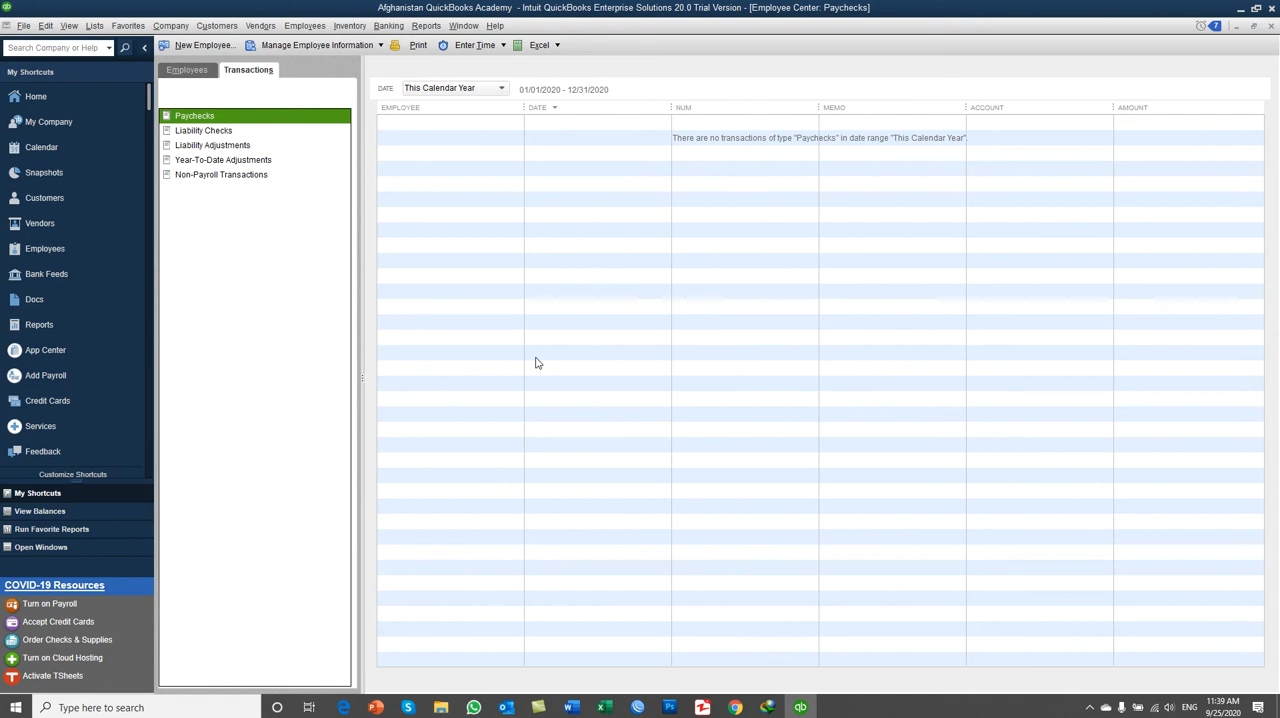 Afghanistan QuickBooks Academy - Intuit QuickBooks Enterprise Solutions 20.0 Trial Version - [Employee Center: Paychecks]
File Edit View Lists Favorites Company Customers Vendors Employees Inventory Banking Reports Window Help 7
Search Company or Help
New Employee... Manage Employee Information Print Enter Time Excel
My Shortcuts
Home
My Company
Calendar
Snapshots
Customers
Vendors
Employees
Bank Feeds
Docs
Reports
App Center
Add Payroll
Credit Cards
Services
Feedback
Customize Shortcuts
My Shortcuts
View Balances
Run Favorite Reports
Open Windows
COVID-19 Resources
Turn on Payroll
Accept Credit Cards
Order Checks & Supplies
Turn on Cloud Hosting
Activate TSheets
Employees Transactions
Paychecks
Liability Checks
Liability Adjustments
Year-To-Date Adjustments
Non-Payroll Transactions
DATE This Calendar Year 01/01/2020 - 12/31/2020
EMPLOYEE DATE NUM MEMO ACCOUNT AMOUNT
There are no transactions of type "Paychecks" in date range "This Calendar Year".
Type here to search
ENG
11:39 AM
9/25/2020